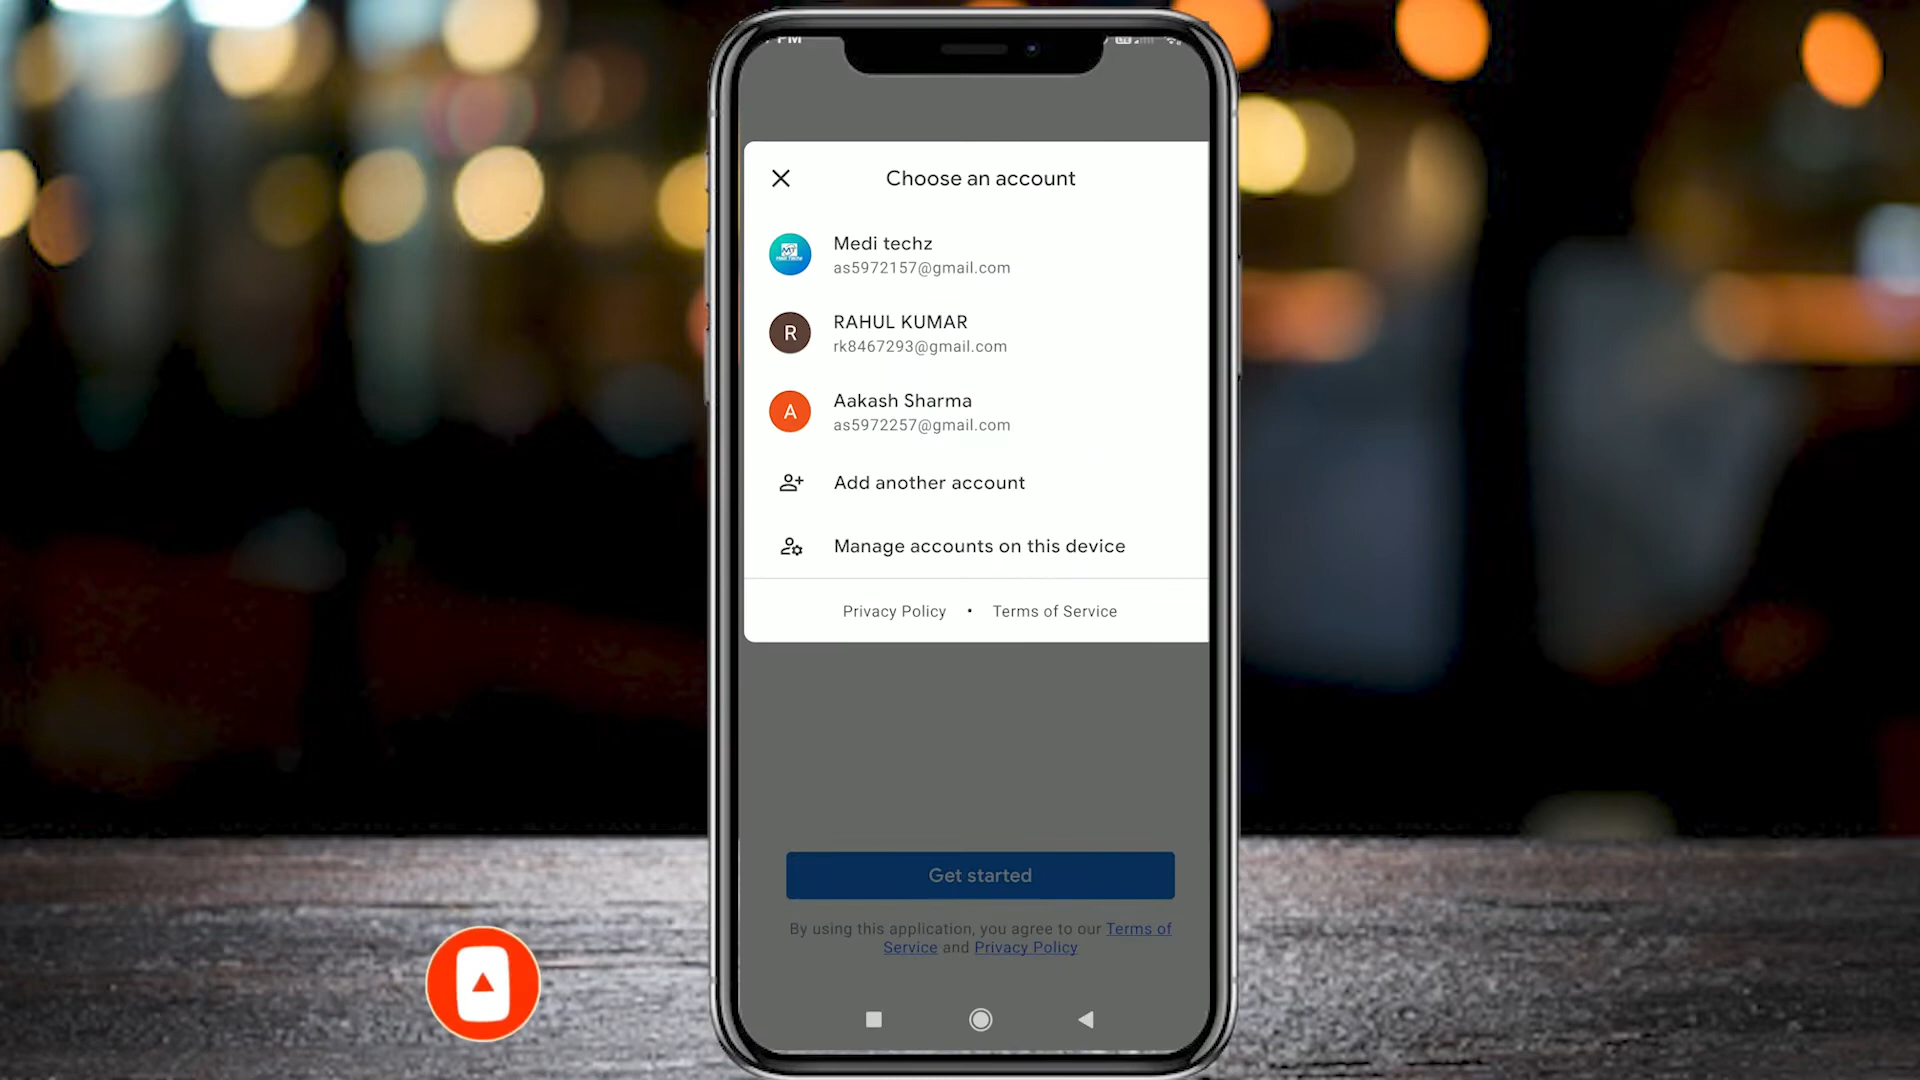 PM
Choose an account
Medi techz
as5972157@gmail.com
R
RAHUL KUMAR
rk8467293@gmail.com
A
Aakash Sharma
as5972257@gmail.com
Add another account
Manage accounts on this device
Privacy Policy • Terms of Service
Get started
By using this application, you agree to our Terms of
Service and Privacy Policy